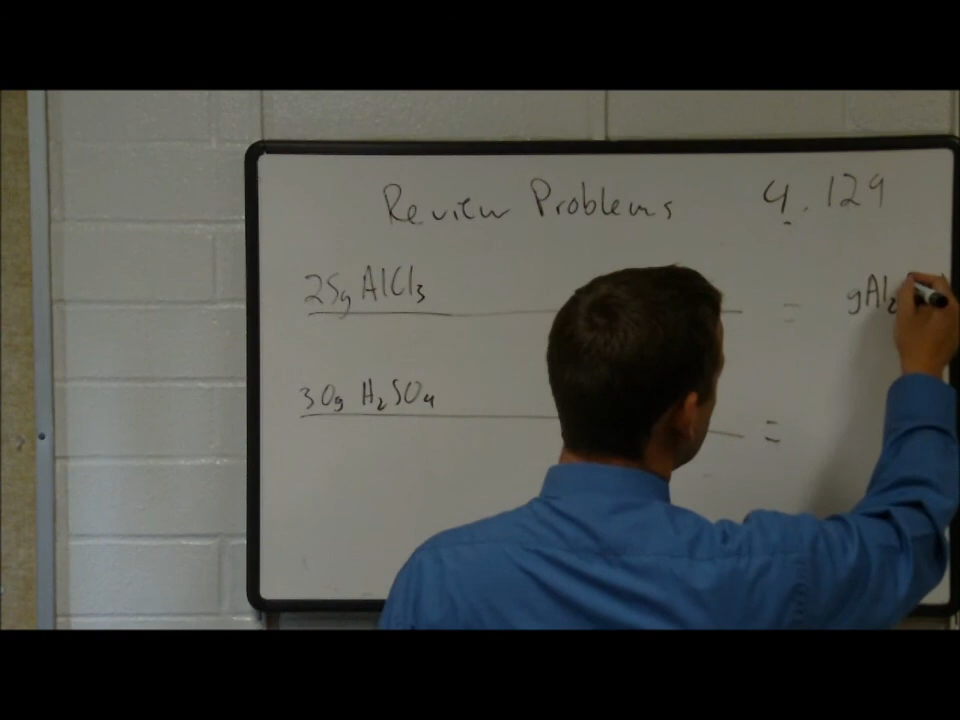 Review Problems 4.129
25g AlCl3 = gAl2
30g H2SO4 =